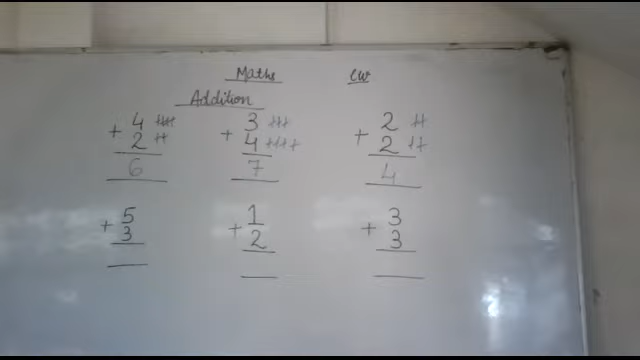 Maths CW
Addition
4 3 2
+ 2 + 4 + 2
6 7 4
5 1 3
+ 3 + 2 + 3